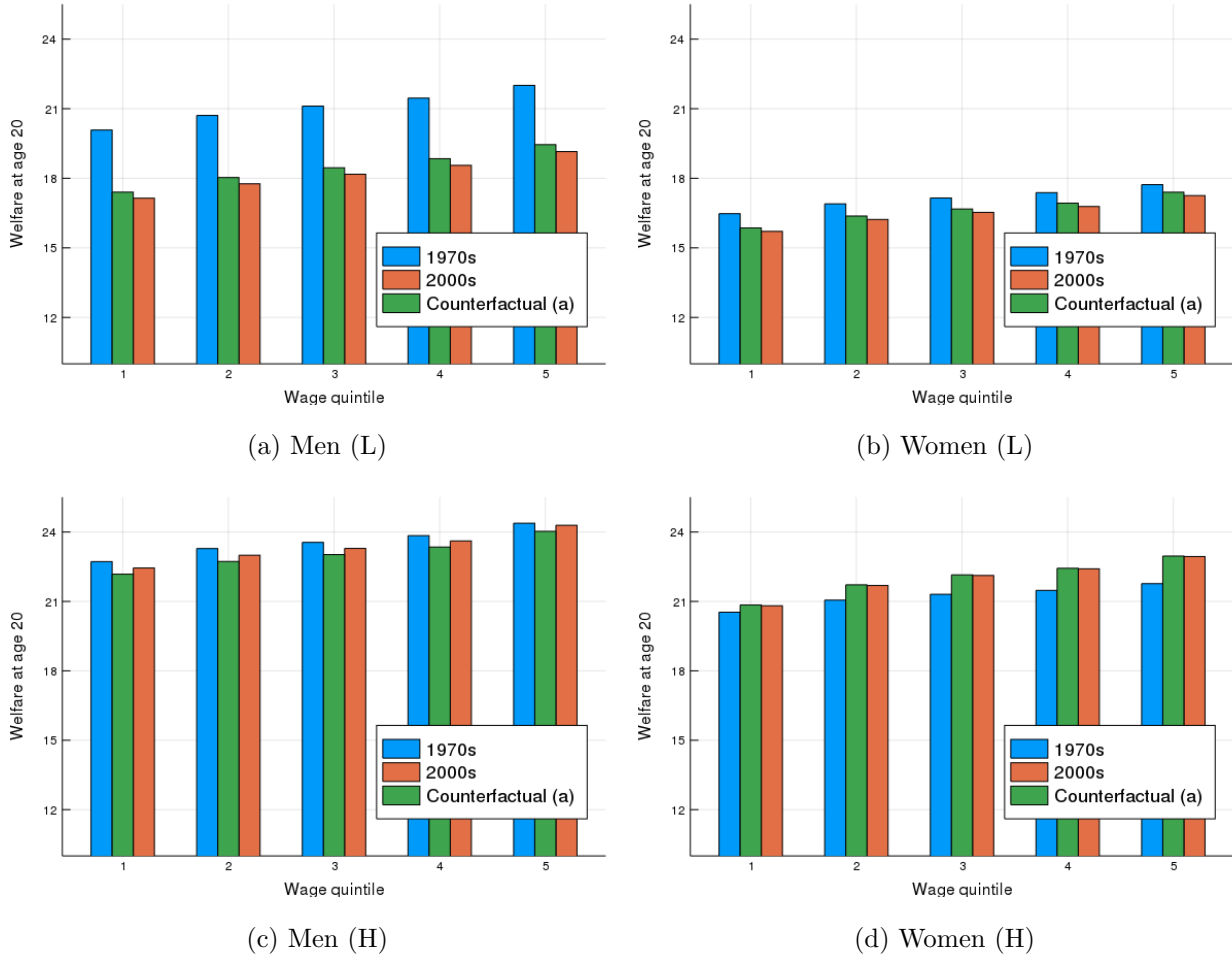 24
21
18
15
12
Welfare at age 20
1970s
2000s
Counterfactual (a)
1
2
3
4
5
Wage quintile
(a) Men (L)
24
21
18
15
12
Welfare at age 20
1970s
2000s
Counterfactual (a)
1
2
3
4
5
Wage quintile
(b) Women (L)
24
21
18
15
12
Welfare at age 20
1970s
2000s
Counterfactual (a)
1
2
3
4
5
Wage quintile
(c) Men (H)
24
21
18
15
12
Welfare at age 20
1970s
2000s
Counterfactual (a)
1
2
3
4
5
Wage quintile
(d) Women (H)